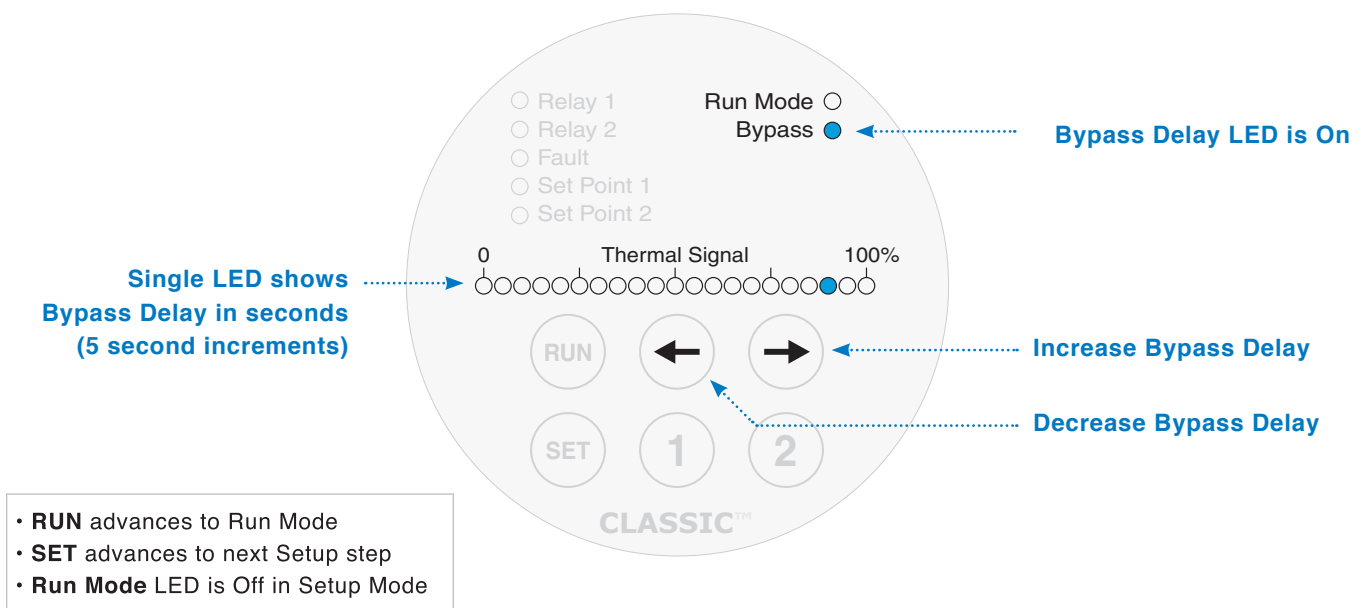 Relay 1
Relay 2
Fault
Set Point 1
Set Point 2
Run Mode
Bypass
Bypass Delay LED is On
0 Thermal Signal 100%
Single LED shows
Bypass Delay in seconds
(5 second increments)
RUN
Increase Bypass Delay
Decrease Bypass Delay
SET 1 2
CLASSIC™
• RUN advances to Run Mode
• SET advances to next Setup step
• Run Mode LED is Off in Setup Mode